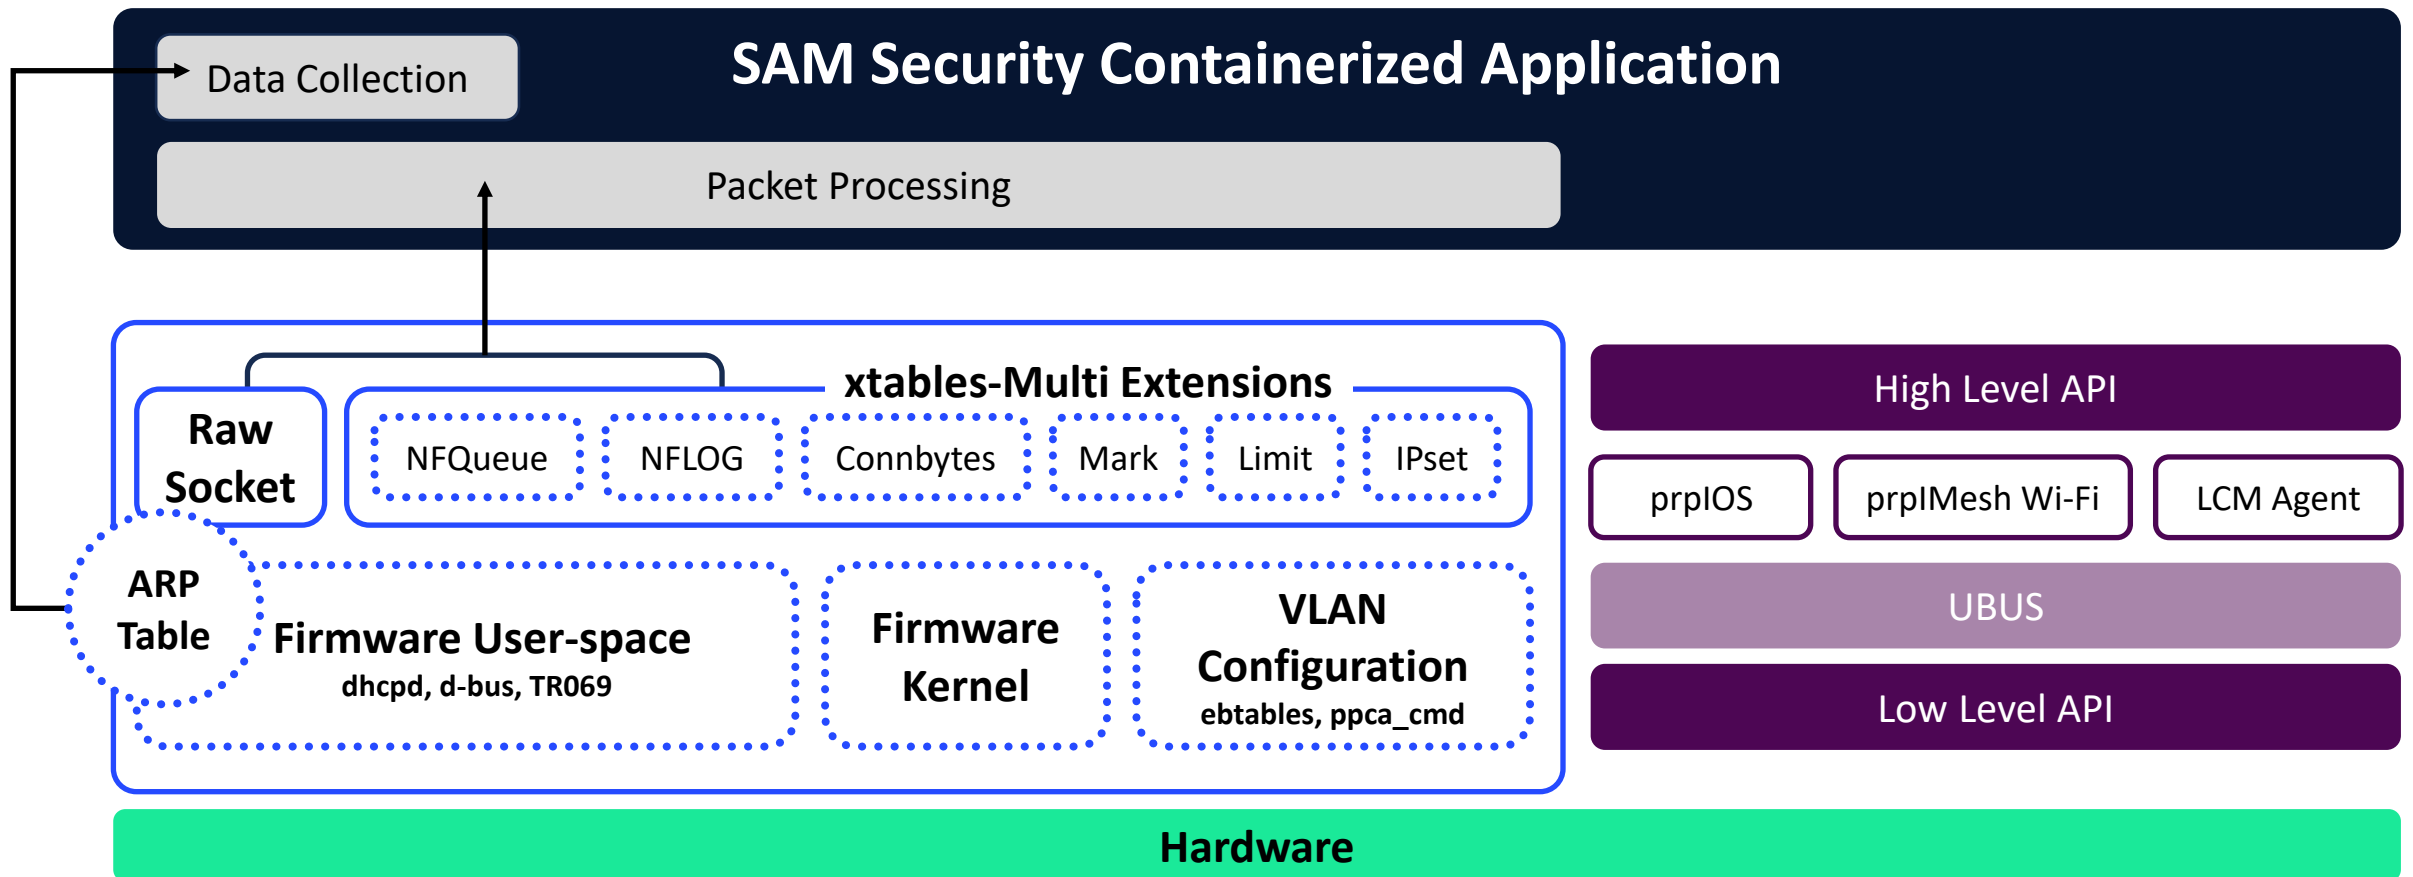 SAM Security Containerized Application
Data Collection
Packet Processing
xtables-Multi Extensions
Raw
Socket
NFQueue
NFLOG
Connbytes
Mark
Limit
IPset
ARP
Table
Firmware User-space
dhcpd, d-bus, TR069
Firmware
Kernel
VLAN
Configuration
ebtables, ppca_cmd
High Level API
prpIOS
prpIMesh Wi-Fi
LCM Agent
UBUS
Low Level API
Hardware